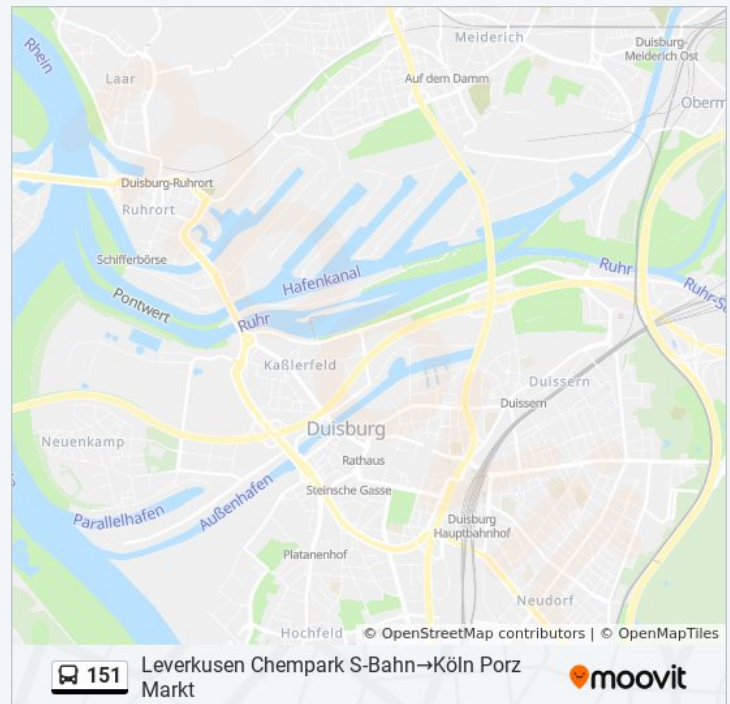 Meiderich
Duisburg-
Meiderich Ost
Rhein
Laar
Auf dem Damm
Oberm
Duisburg-Ruhrort
Ruhrort
Schifferbörse
Hafenkanal
Ruhr
Pontwert
Ruhr
Ruhr-S
Kaßlerfeld
Duissern
Duissern
Neuenkamp
Duisburg
Rathaus
Steinsche Gasse
Außenhafen
Parallelhafen
Duisburg
Hauptbahnhof
Platanenhof
Neudorf
Hochfeld
© OpenStreetMap contributors | © OpenMapTiles
151
Leverkusen Chempark S-Bahn→Köln Porz
Markt
moovit